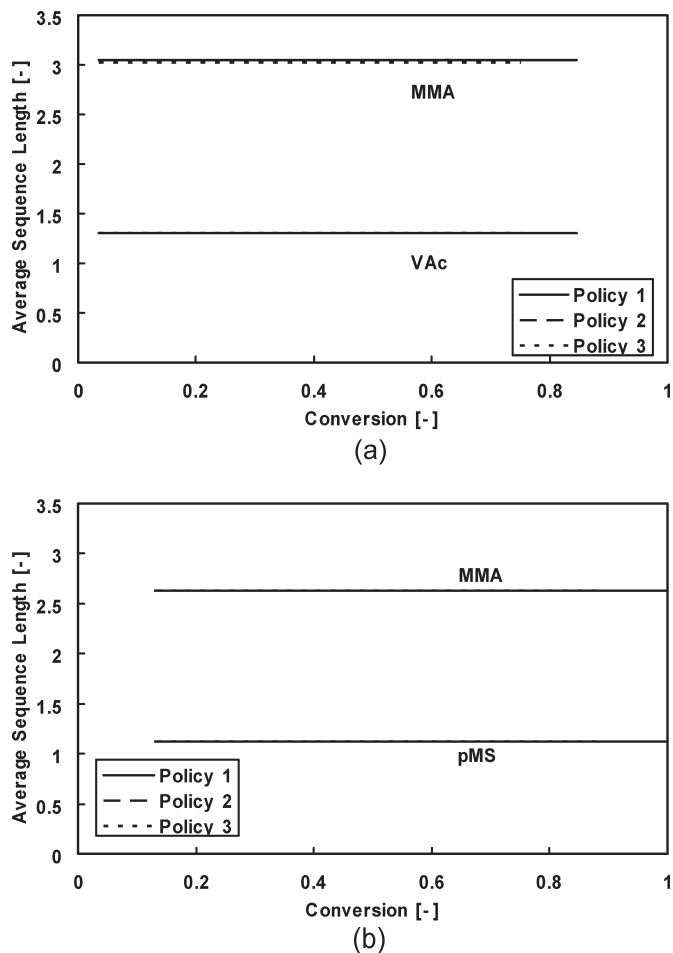 3.5
3
2.5
2
1.5
1
0.5
0
Average Sequence Length [-]
MMA
VAc
Policy 1
Policy 2
Policy 3
0 0.2 0.4 0.6 0.8 1
Conversion [-]
(a)
3.5
3
2.5
2
1.5
1
0.5
0
Average Sequence Length [-]
MMA
pMS
Policy 1
Policy 2
Policy 3
0 0.2 0.4 0.6 0.8 1
Conversion [-]
(b)